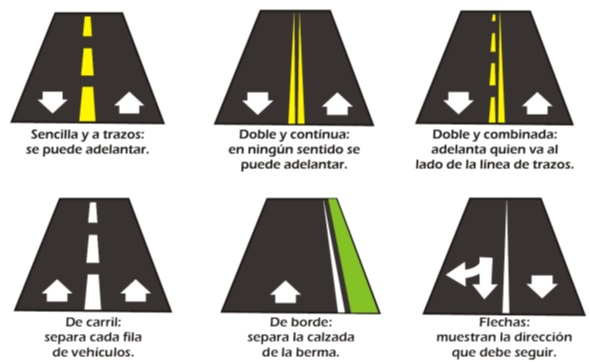 Sencilla y a trazos:
se puede adelantar.
Doble y contínua:
en ningún sentido se
puede adelantar.
Doble y combinada:
adelanta quien va al
lado de la línea de trazos.
De carril:
separa cada fila
de vehículos.
De borde:
separa la calzada
de la berma.
Flechas:
muestran la dirección
que debe seguir.